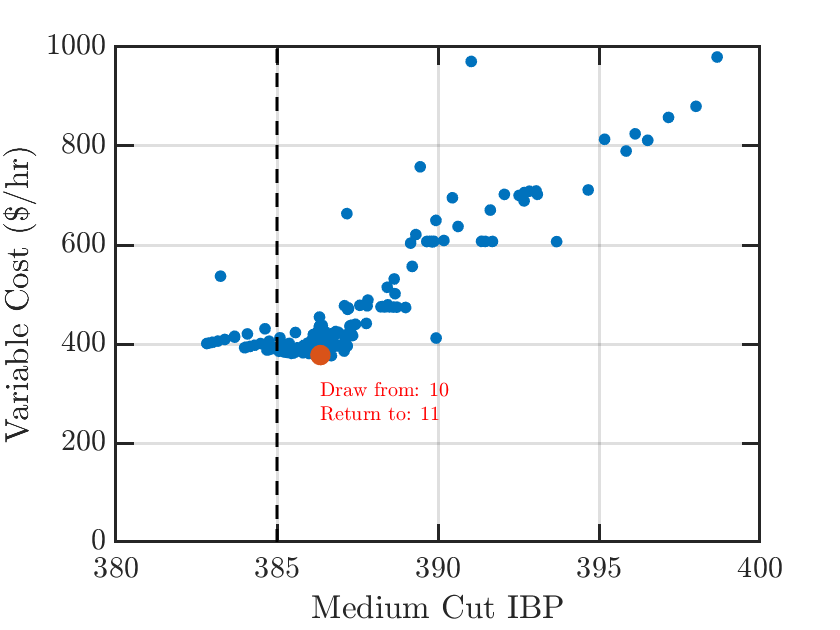 1000
800
600
400
200
0
Variable Cost ($/hr)
Draw from: 10
Return to: 11
380 385 390 395 400
Medium Cut IBP